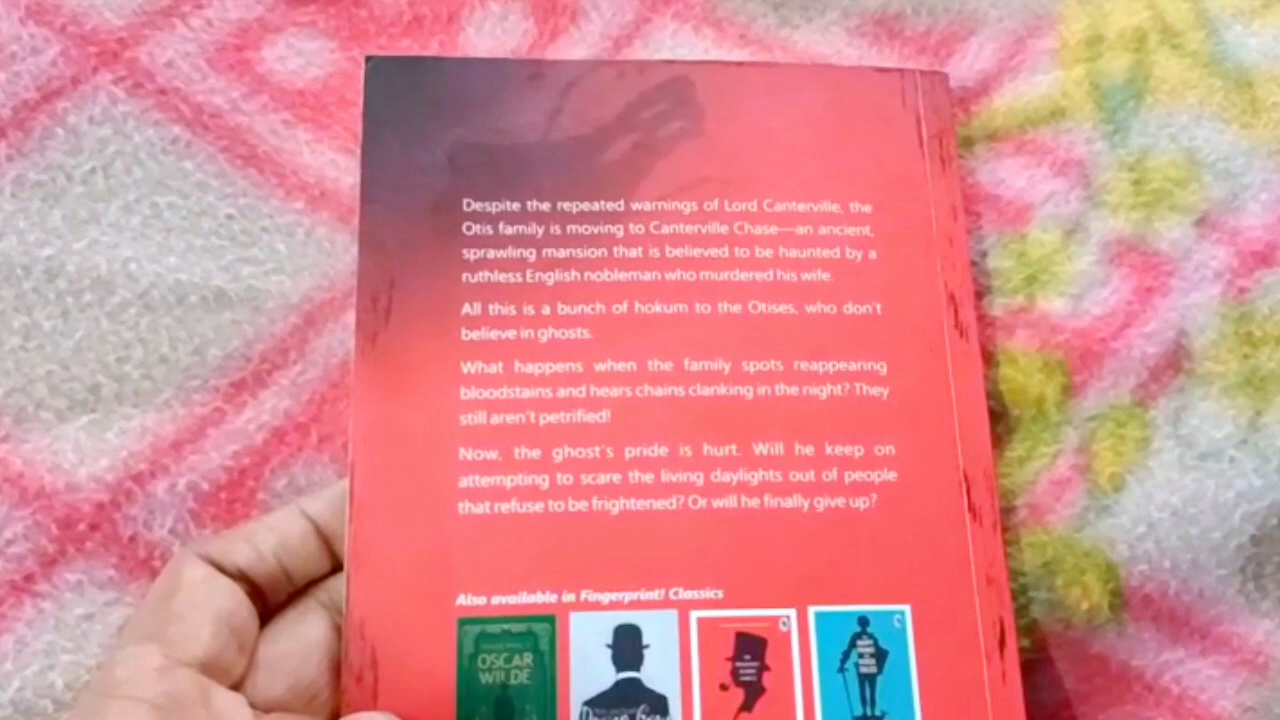 Despite the repeated warnings of Lord Canterville, the
Otis family is moving to Canterville Chase—an ancient,
sprawling mansion that is believed to be haunted by a
ruthless English nobleman who murdered his wife.
All this is a bunch of hokum to the Otises, who don't
believe in ghosts.
What happens when the family spots reappearing
bloodstains and hears chains clanking in the night? They
still aren't petrified!
Now, the ghost's pride is hurt. Will he keep on
attempting to scare the living daylights out of people
that refuse to be frightened? Or will he finally give up?
Also available in Fingerprint! Classics
OSCAR
WILDE